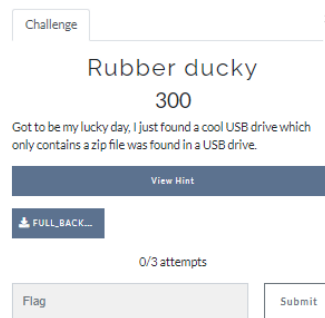 Challenge
Rubber ducky
300
Got to be my lucky day, I just found a cool USB drive which
only contains a zip file was found in a USB drive.
View Hint
FULL_BACK...
0/3 attempts
Flag
Submit